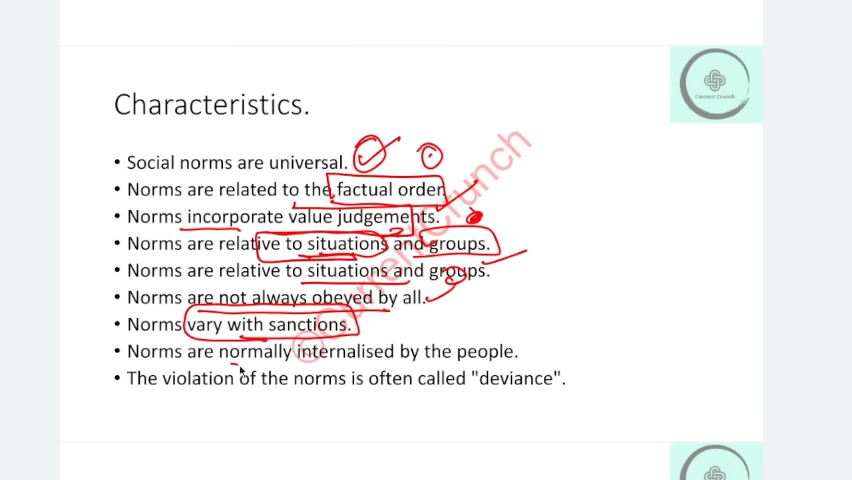 Characteristics.
Current Crunch
• Social norms are universal.
• Norms are related to the factual order.
• Norms incorporate value judgements.
• Norms are relative to situations and groups.
• Norms are relative to situations and groups.
• Norms are not always obeyed by all.
• Norms vary with sanctions.
• Norms are normally internalised by the people.
• The violation of the norms is often called "deviance".
©CurrentCrunch